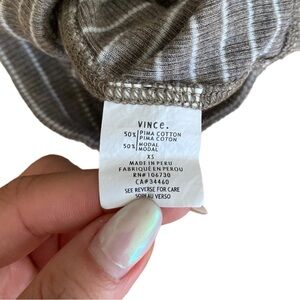 VINCE.
50% PIMA COTTON
PIMA COTON
50% MODAL
MODAL
XS
MADE IN PERU
FABRIQUÉ EN PEROU
RN# 106730
CA# 34460
SEE REVERSE FOR CARE
SOIN AU VERSO